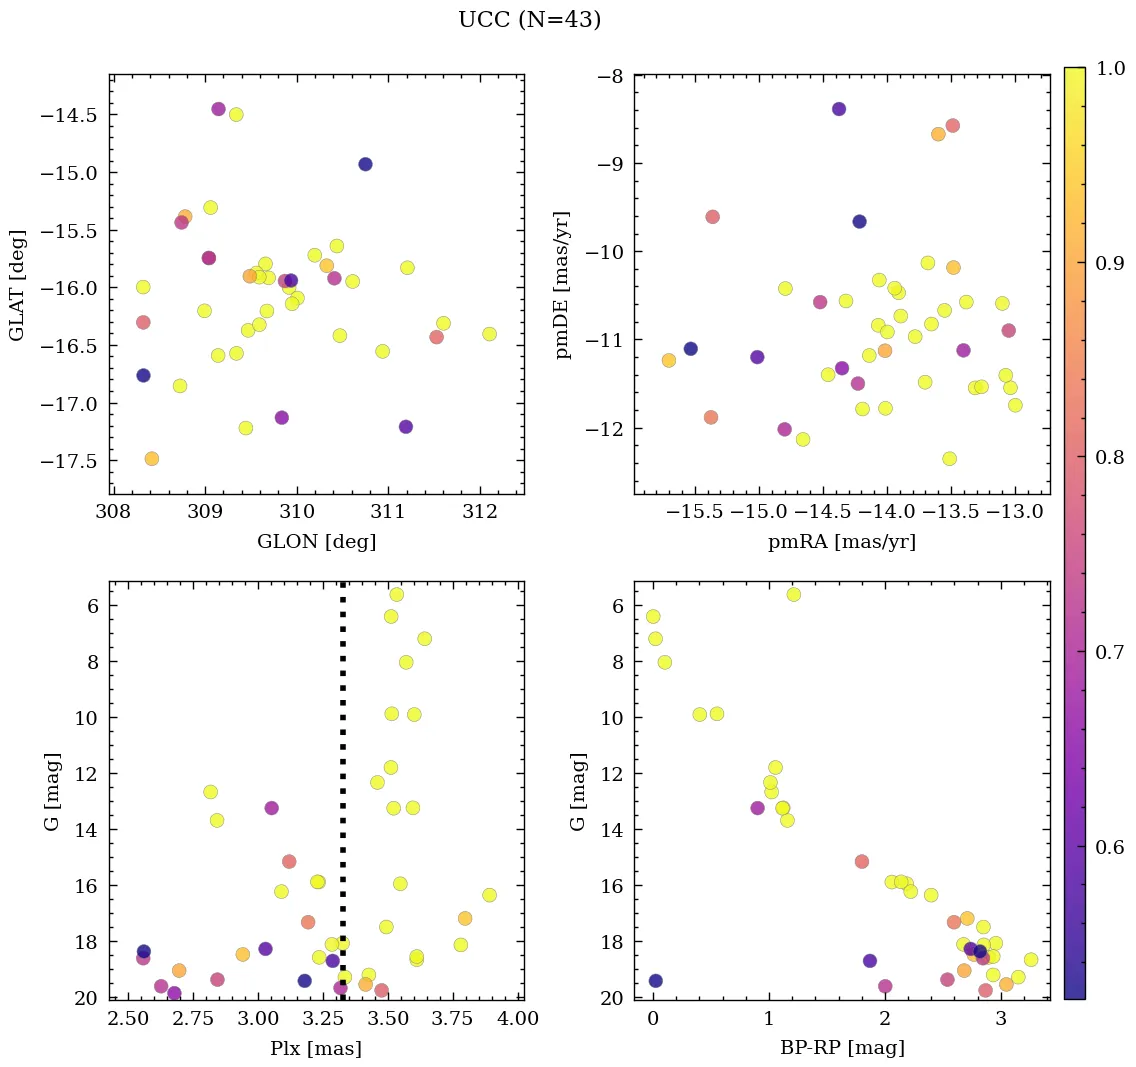 UCC (N=43)
−14.5
−15.0
−15.5
−16.0
−16.5
−17.0
−17.5
GLAT [deg]
308 309 310 311 312
GLON [deg]
−8
−9
−10
−11
−12
pmDE [mas/yr]
−15.5 −15.0 −14.5 −14.0 −13.5 −13.0
pmRA [mas/yr]
1.0
0.9
0.8
0.7
0.6
6
8
10
12
14
16
18
20
G [mag]
2.50 2.75 3.00 3.25 3.50 3.75 4.00
Plx [mas]
6
8
10
12
14
16
18
20
G [mag]
0 1 2 3
BP-RP [mag]